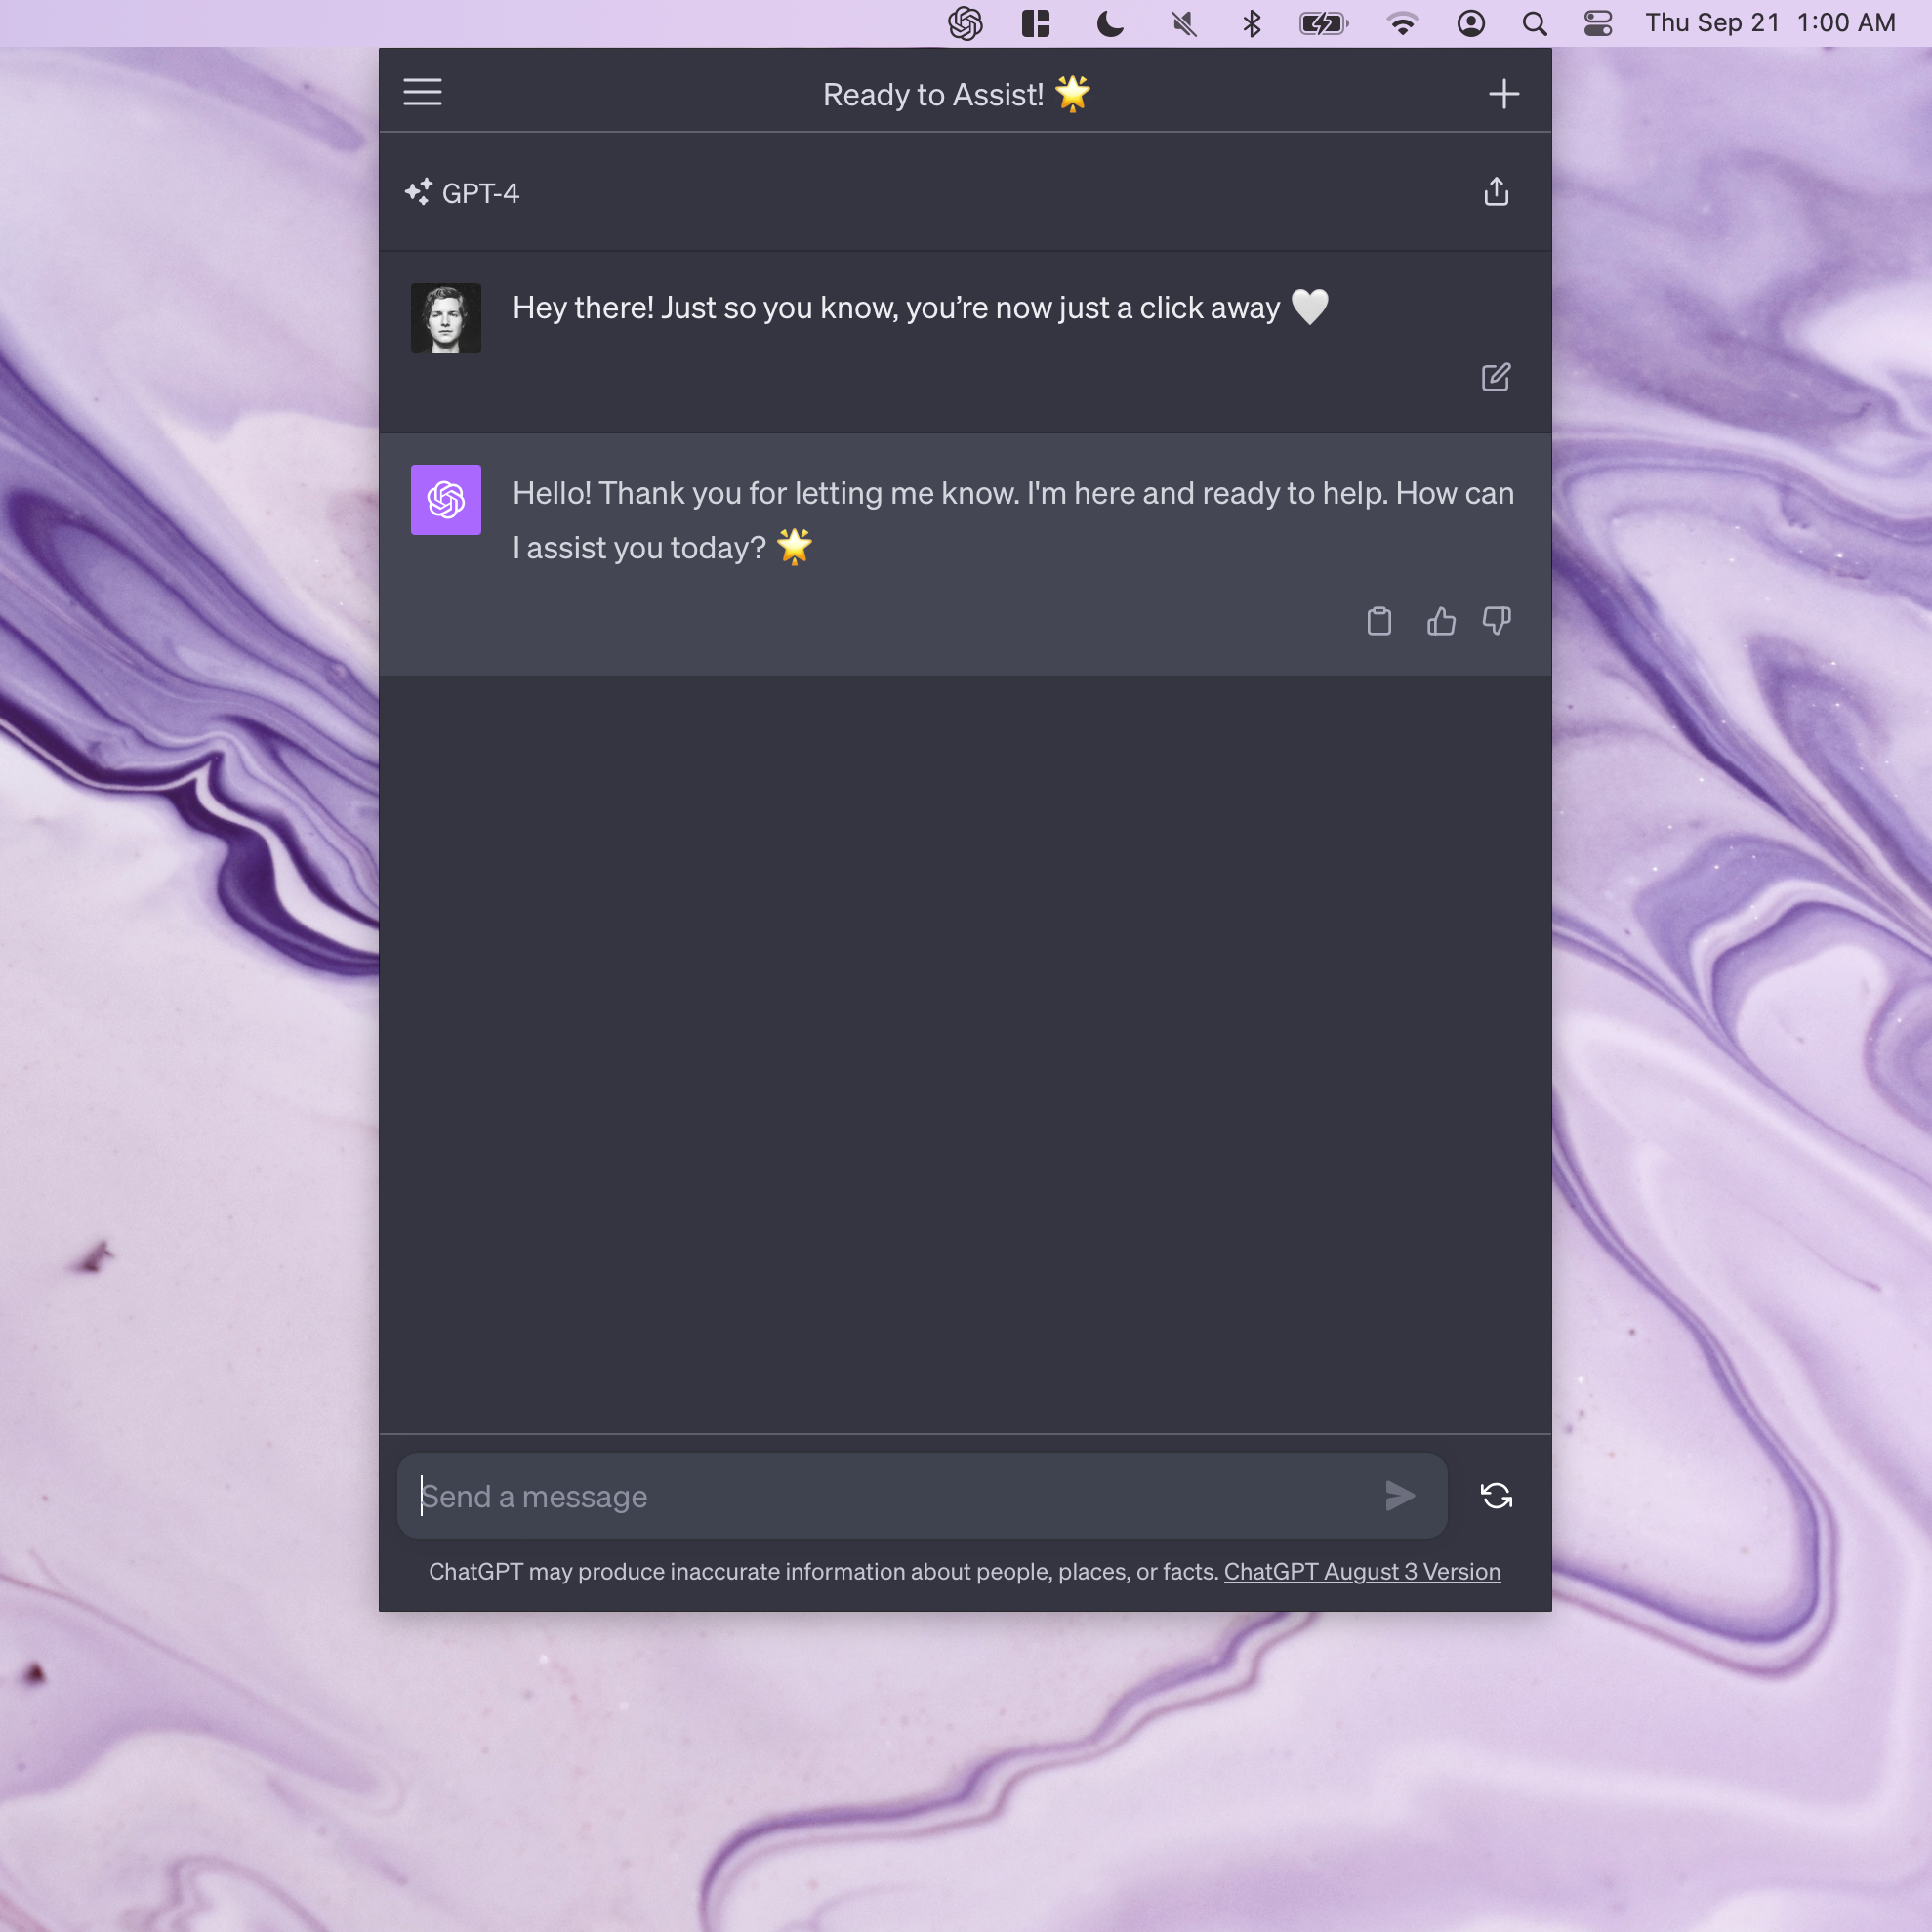 Thu Sep 21 1:00 AM
Ready to Assist! 🌟
GPT-4
Hey there! Just so you know, you’re now just a click away 🤍
Hello! Thank you for letting me know. I'm here and ready to help. How can
I assist you today? 🌟
Send a message
ChatGPT may produce inaccurate information about people, places, or facts. ChatGPT August 3 Version